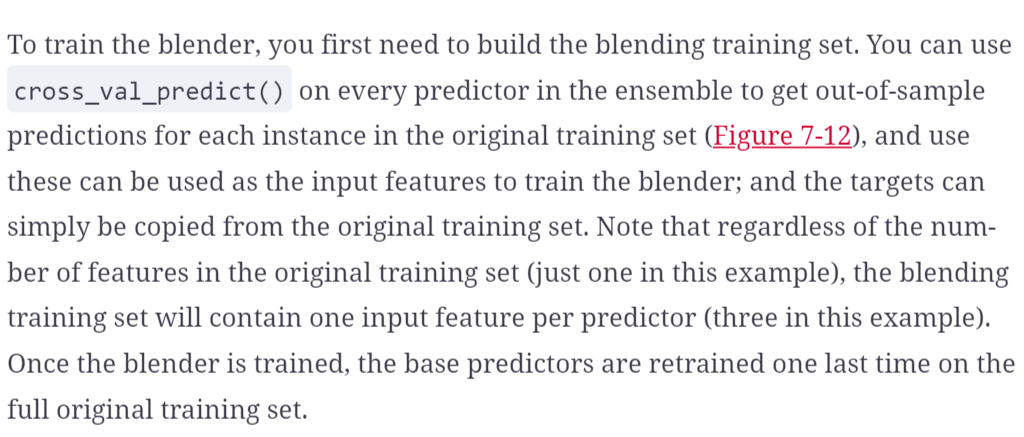 To train the blender, you first need to build the blending training set. You can use
cross_val_predict() on every predictor in the ensemble to get out-of-sample
predictions for each instance in the original training set (Figure 7-12), and use
these can be used as the input features to train the blender; and the targets can
simply be copied from the original training set. Note that regardless of the num-
ber of features in the original training set (just one in this example), the blending
training set will contain one input feature per predictor (three in this example).
Once the blender is trained, the base predictors are retrained one last time on the
full original training set.